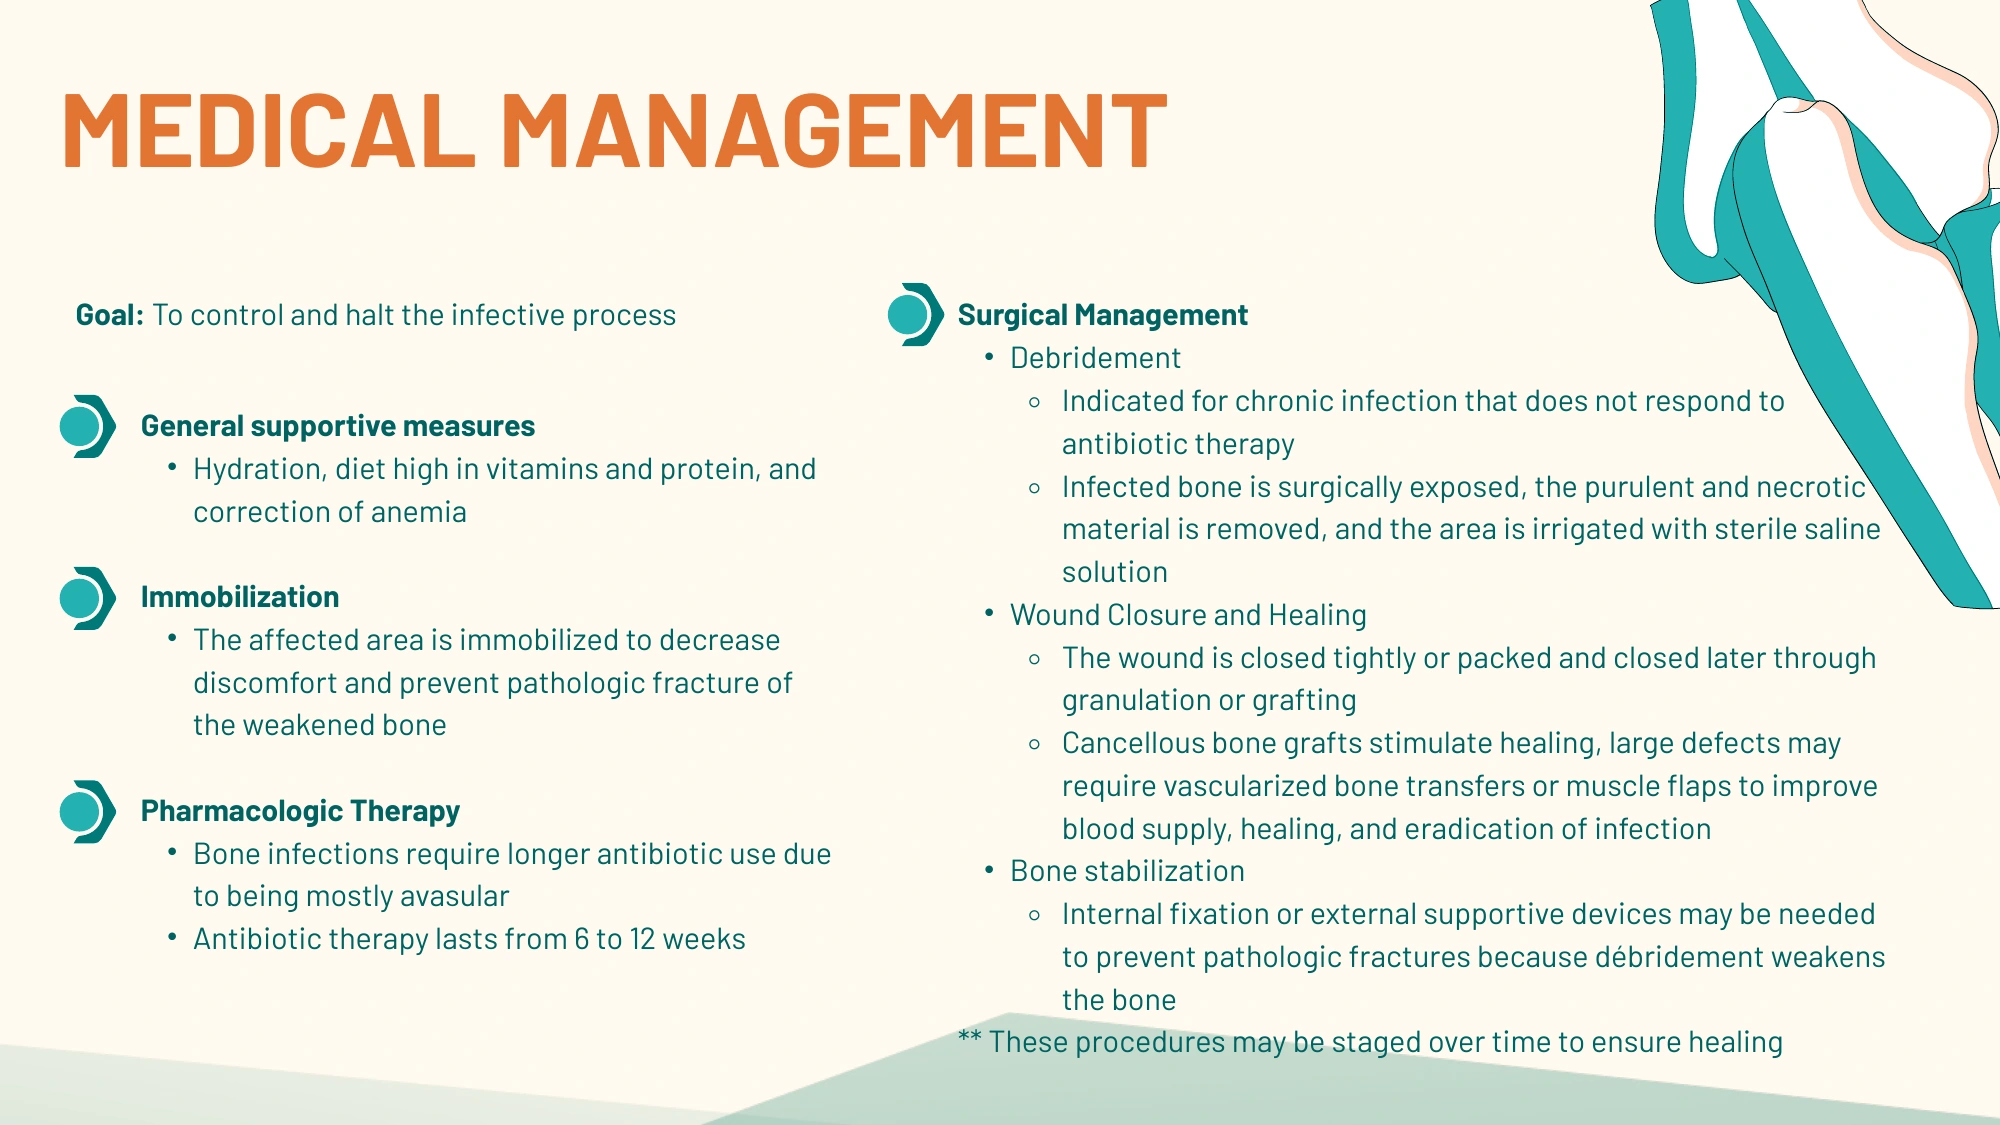 MEDICAL MANAGEMENT
Goal: To control and halt the infective process
General supportive measures
• Hydration, diet high in vitamins and protein, and
correction of anemia
Immobilization
• The affected area is immobilized to decrease
discomfort and prevent pathologic fracture of
the weakened bone
Pharmacologic Therapy
• Bone infections require longer antibiotic use due
to being mostly avasular
• Antibiotic therapy lasts from 6 to 12 weeks
Surgical Management
• Debridement
◦ Indicated for chronic infection that does not respond to
antibiotic therapy
◦ Infected bone is surgically exposed, the purulent and necrotic
material is removed, and the area is irrigated with sterile saline
solution
• Wound Closure and Healing
◦ The wound is closed tightly or packed and closed later through
granulation or grafting
◦ Cancellous bone grafts stimulate healing, large defects may
require vascularized bone transfers or muscle flaps to improve
blood supply, healing, and eradication of infection
• Bone stabilization
◦ Internal fixation or external supportive devices may be needed
to prevent pathologic fractures because débridement weakens
the bone
** These procedures may be staged over time to ensure healing